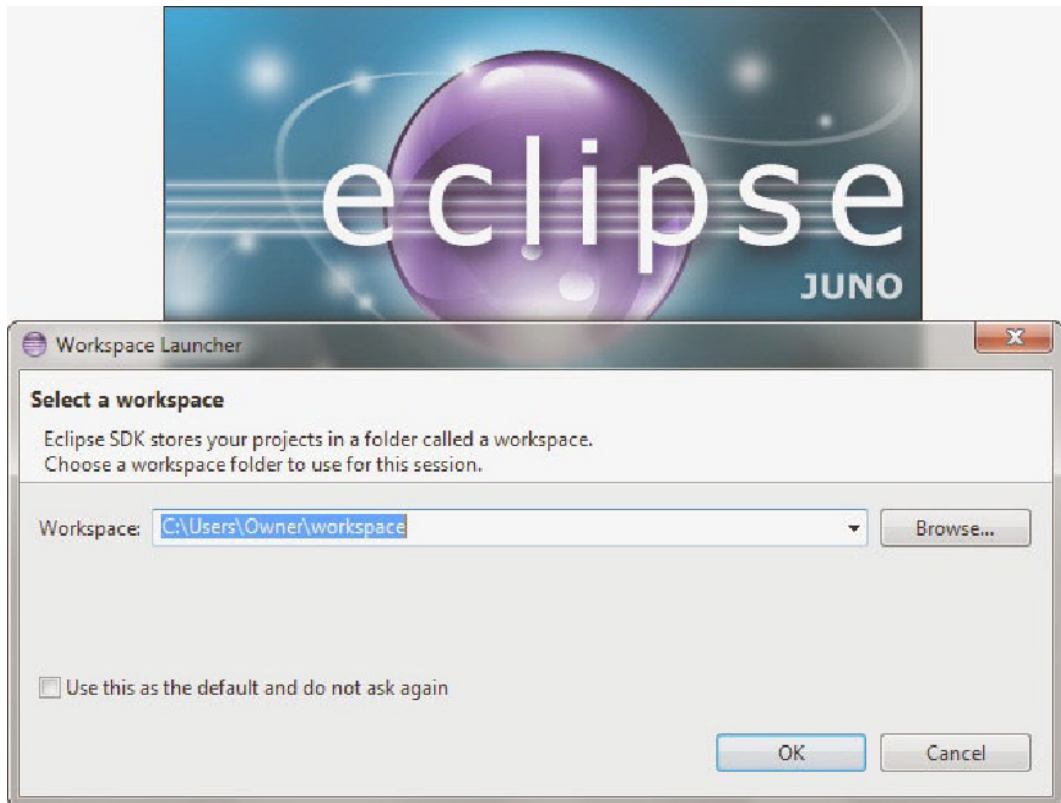 eclipse
JUNO
Workspace Launcher
Select a workspace
Eclipse SDK stores your projects in a folder called a workspace.
Choose a workspace folder to use for this session.
Workspace: C:\Users\Owner\workspace Browse...
Use this as the default and do not ask again
OK Cancel